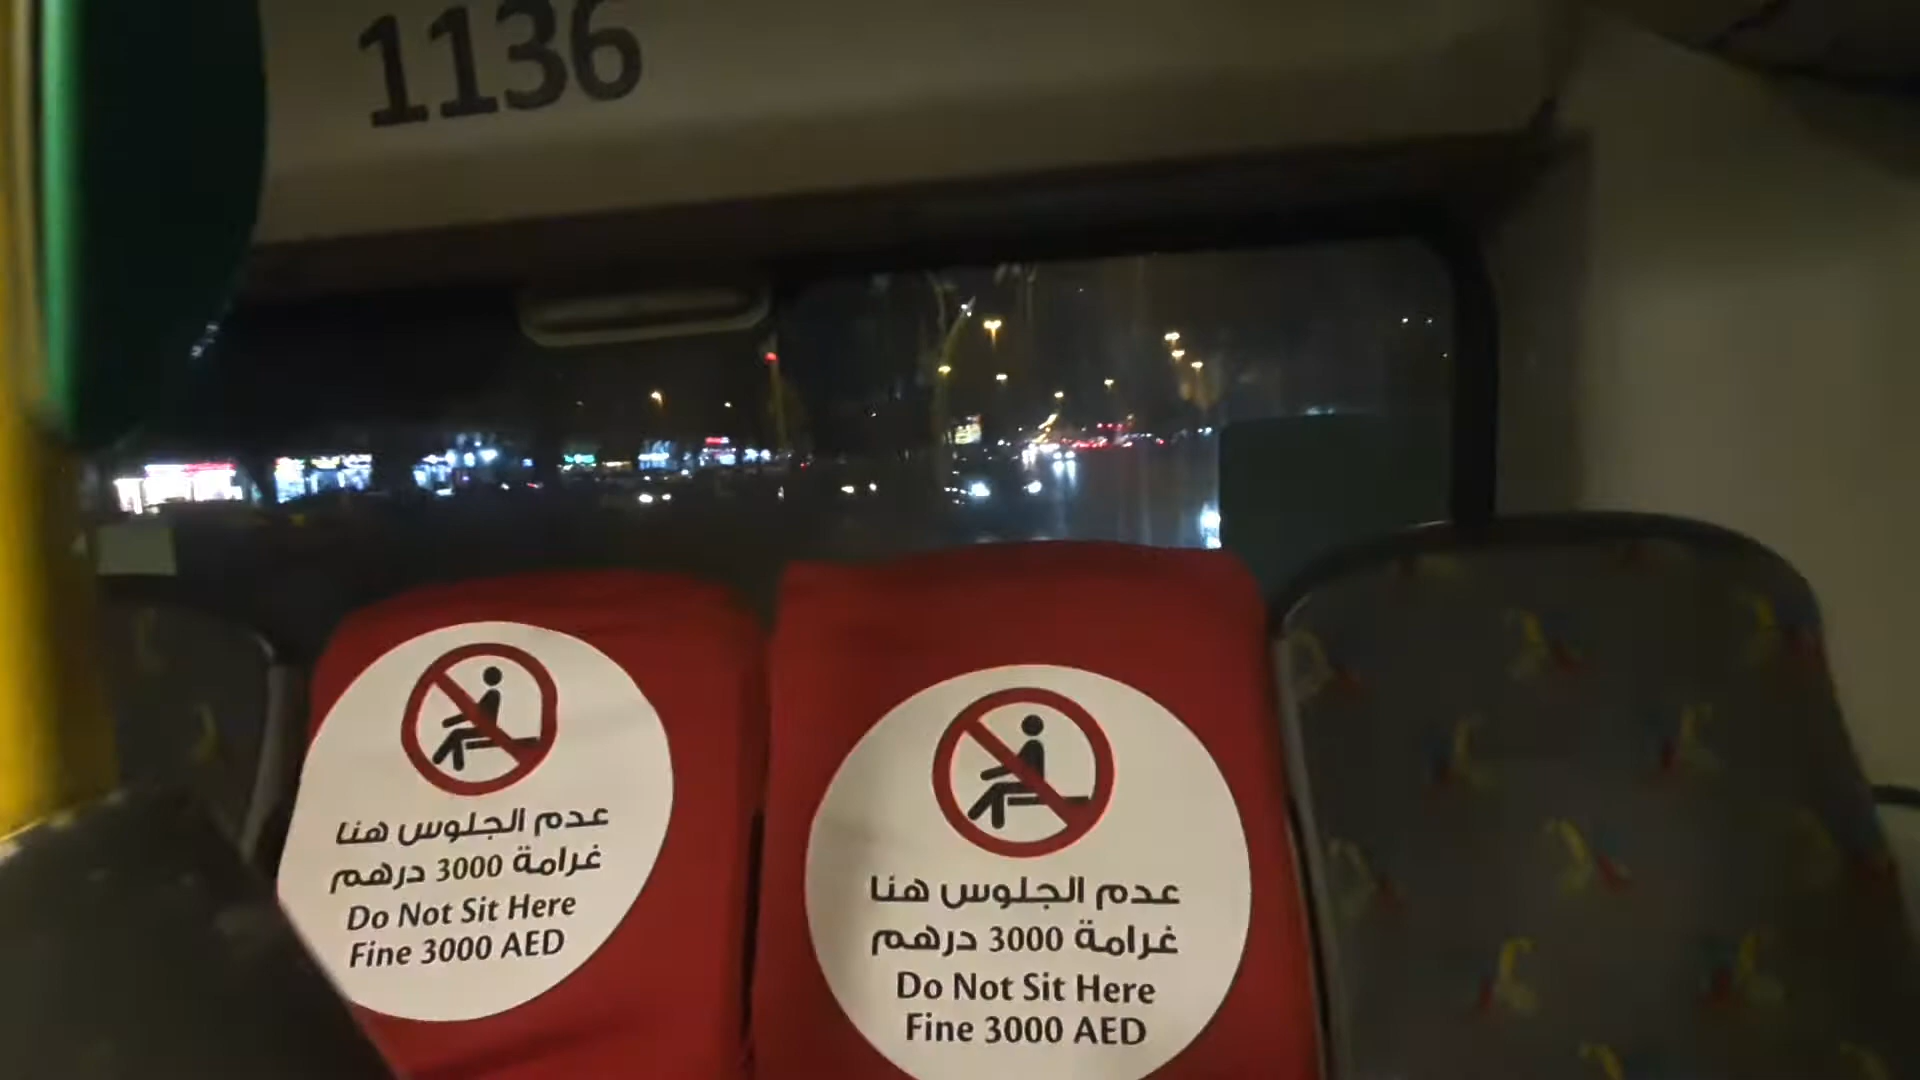 1136
عدم الجلوس هنا
غرامة 3000 درهم
Do Not Sit Here
Fine 3000 AED
عدم الجلوس هنا
غرامة 3000 درهم
Do Not Sit Here
Fine 3000 AED